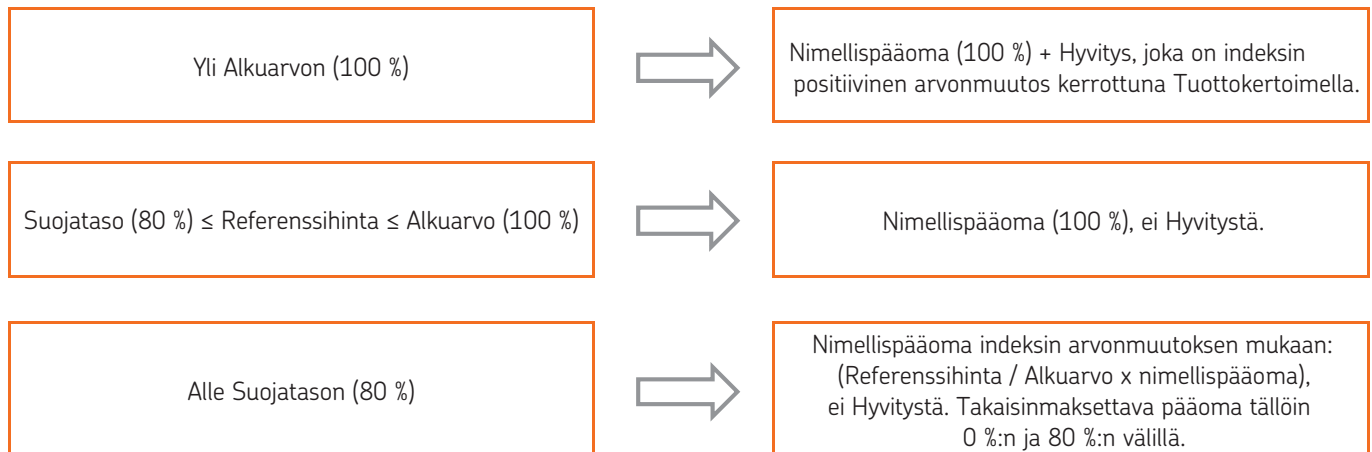 Yli Alkuarvon (100 %)
Nimellispääoma (100 %) + Hyvitys, joka on indeksin
positiivinen arvonmuutos kerrottuna Tuottokertoimella.
Suojataso (80 %) ≤ Referenssihinta ≤ Alkuarvo (100 %)
Nimellispääoma (100 %), ei Hyvitystä.
Alle Suojatason (80 %)
Nimellispääoma indeksin arvonmuutoksen mukaan:
(Referenssihinta / Alkuarvo x nimellispääoma),
ei Hyvitystä. Takaisinmaksettava pääoma tällöin
0 %:n ja 80 %:n välillä.